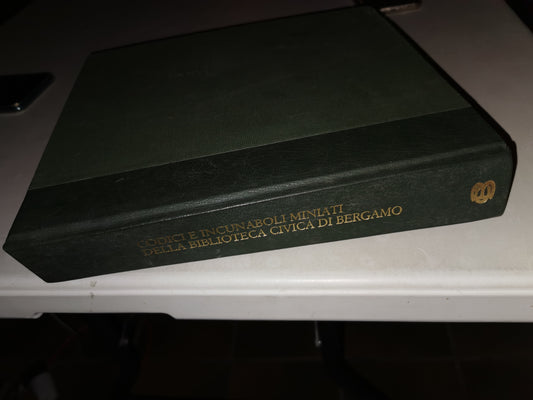 CODICI E INCUNABOLI MINIATI
DELLA BIBLIOTECA CIVICA DI BERGAMO